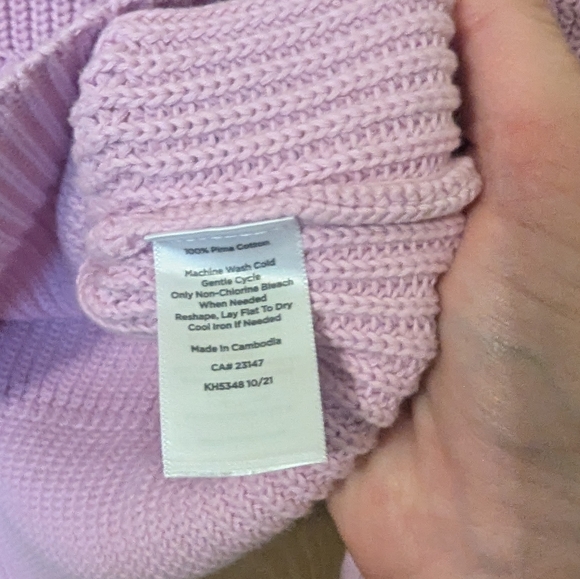 100% Pima Cotton
Machine Wash Cold
Gentle Cycle
Only Non-Chlorine Bleach
When Needed
Reshape, Lay Flat To Dry
Cool Iron If Needed
Made In Cambodia
CA# 23147
KH5348 10/21